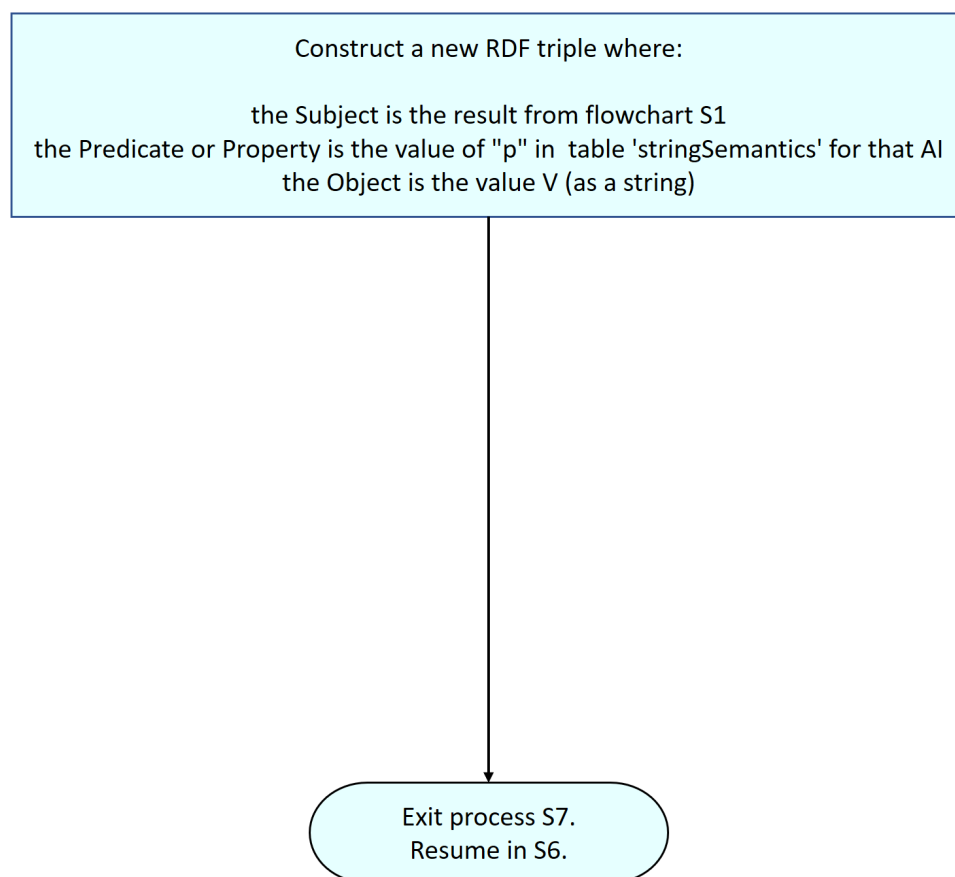 Construct a new RDF triple where:
the Subject is the result from flowchart S1
the Predicate or Property is the value of "p" in  table 'stringSemantics' for that AI
the Object is the value V (as a string)
Exit process S7.
Resume in S6.